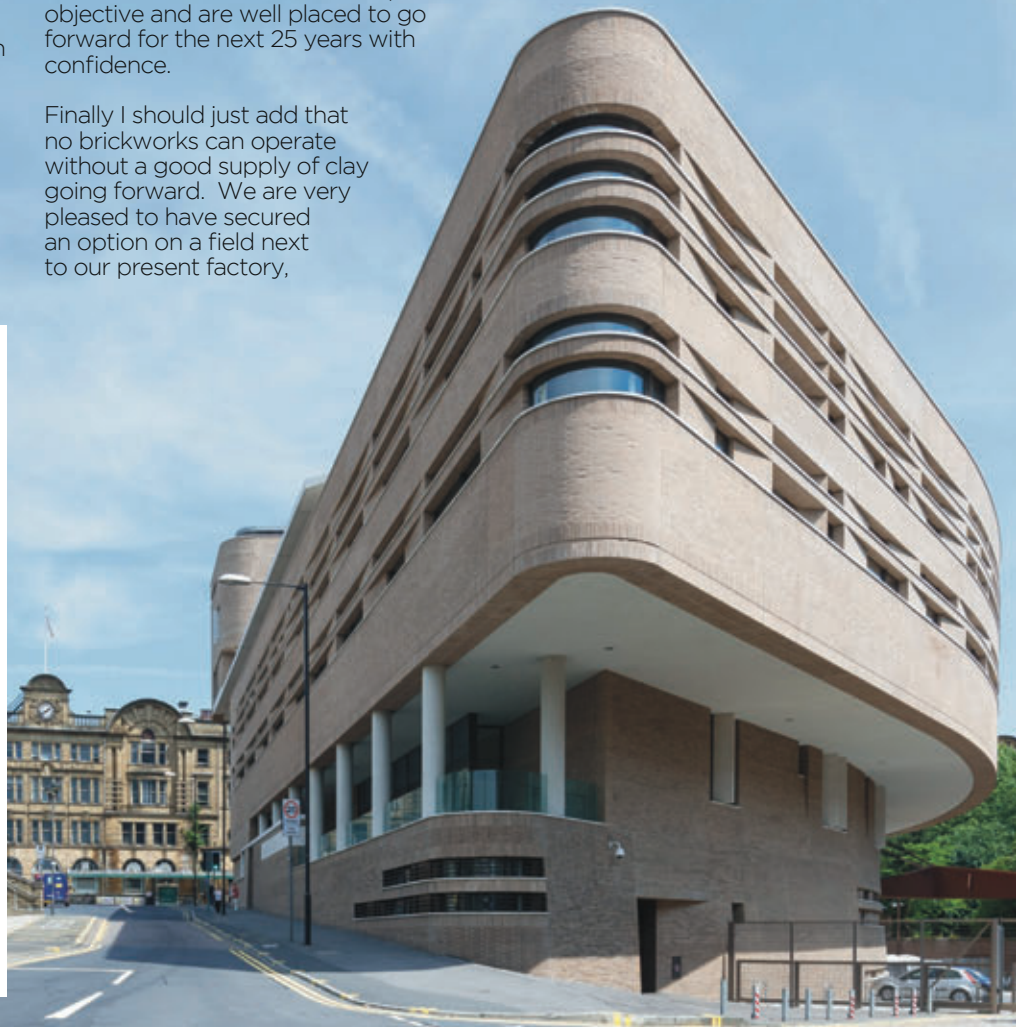 objective and are well placed to go
forward for the next 25 years with
confidence.
Finally I should just add that
no brickworks can operate
without a good supply of clay
going forward.  We are very
pleased to have secured
an option on a field next
to our present factory,